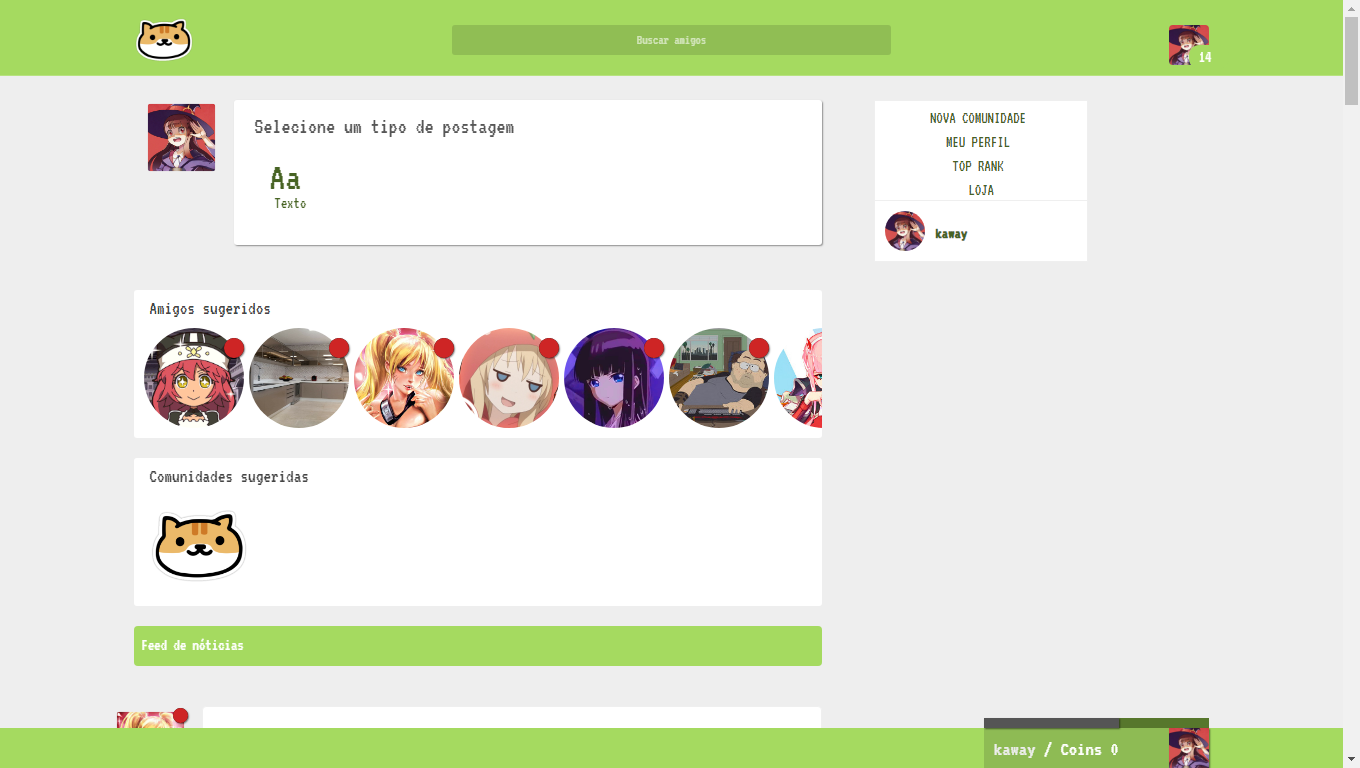 Buscar amigos
14
Selecione um tipo de postagem
Aa
Texto
NOVA COMUNIDADE
MEU PERFIL
TOP RANK
LOJA
kaway
Amigos sugeridos
Comunidades sugeridas
Feed de nóticias
kaway / Coins 0